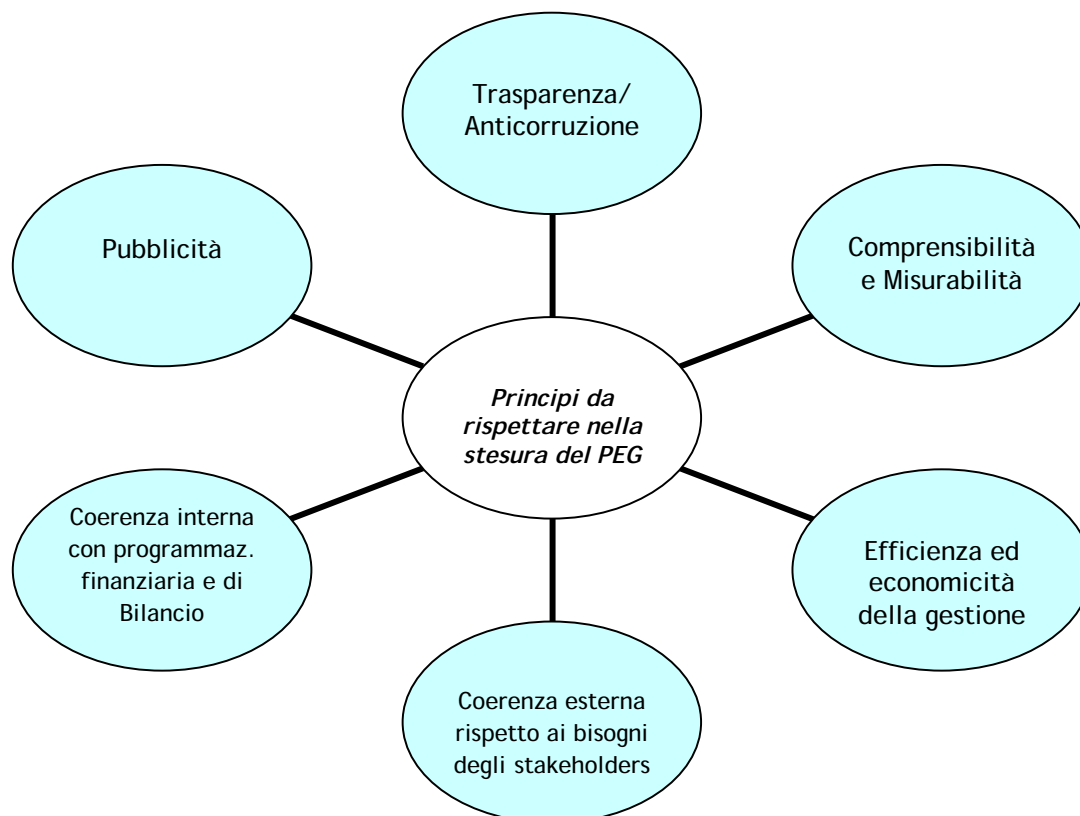 Trasparenza/
Anticorruzione
Pubblicità
Comprensibilità
e Misurabilità
Principi da
rispettare nella
stesura del PEG
Coerenza interna
con programmaz.
finanziaria e di
Bilancio
Efficienza ed
economicità
della gestione
Coerenza esterna
rispetto ai bisogni
degli stakeholders